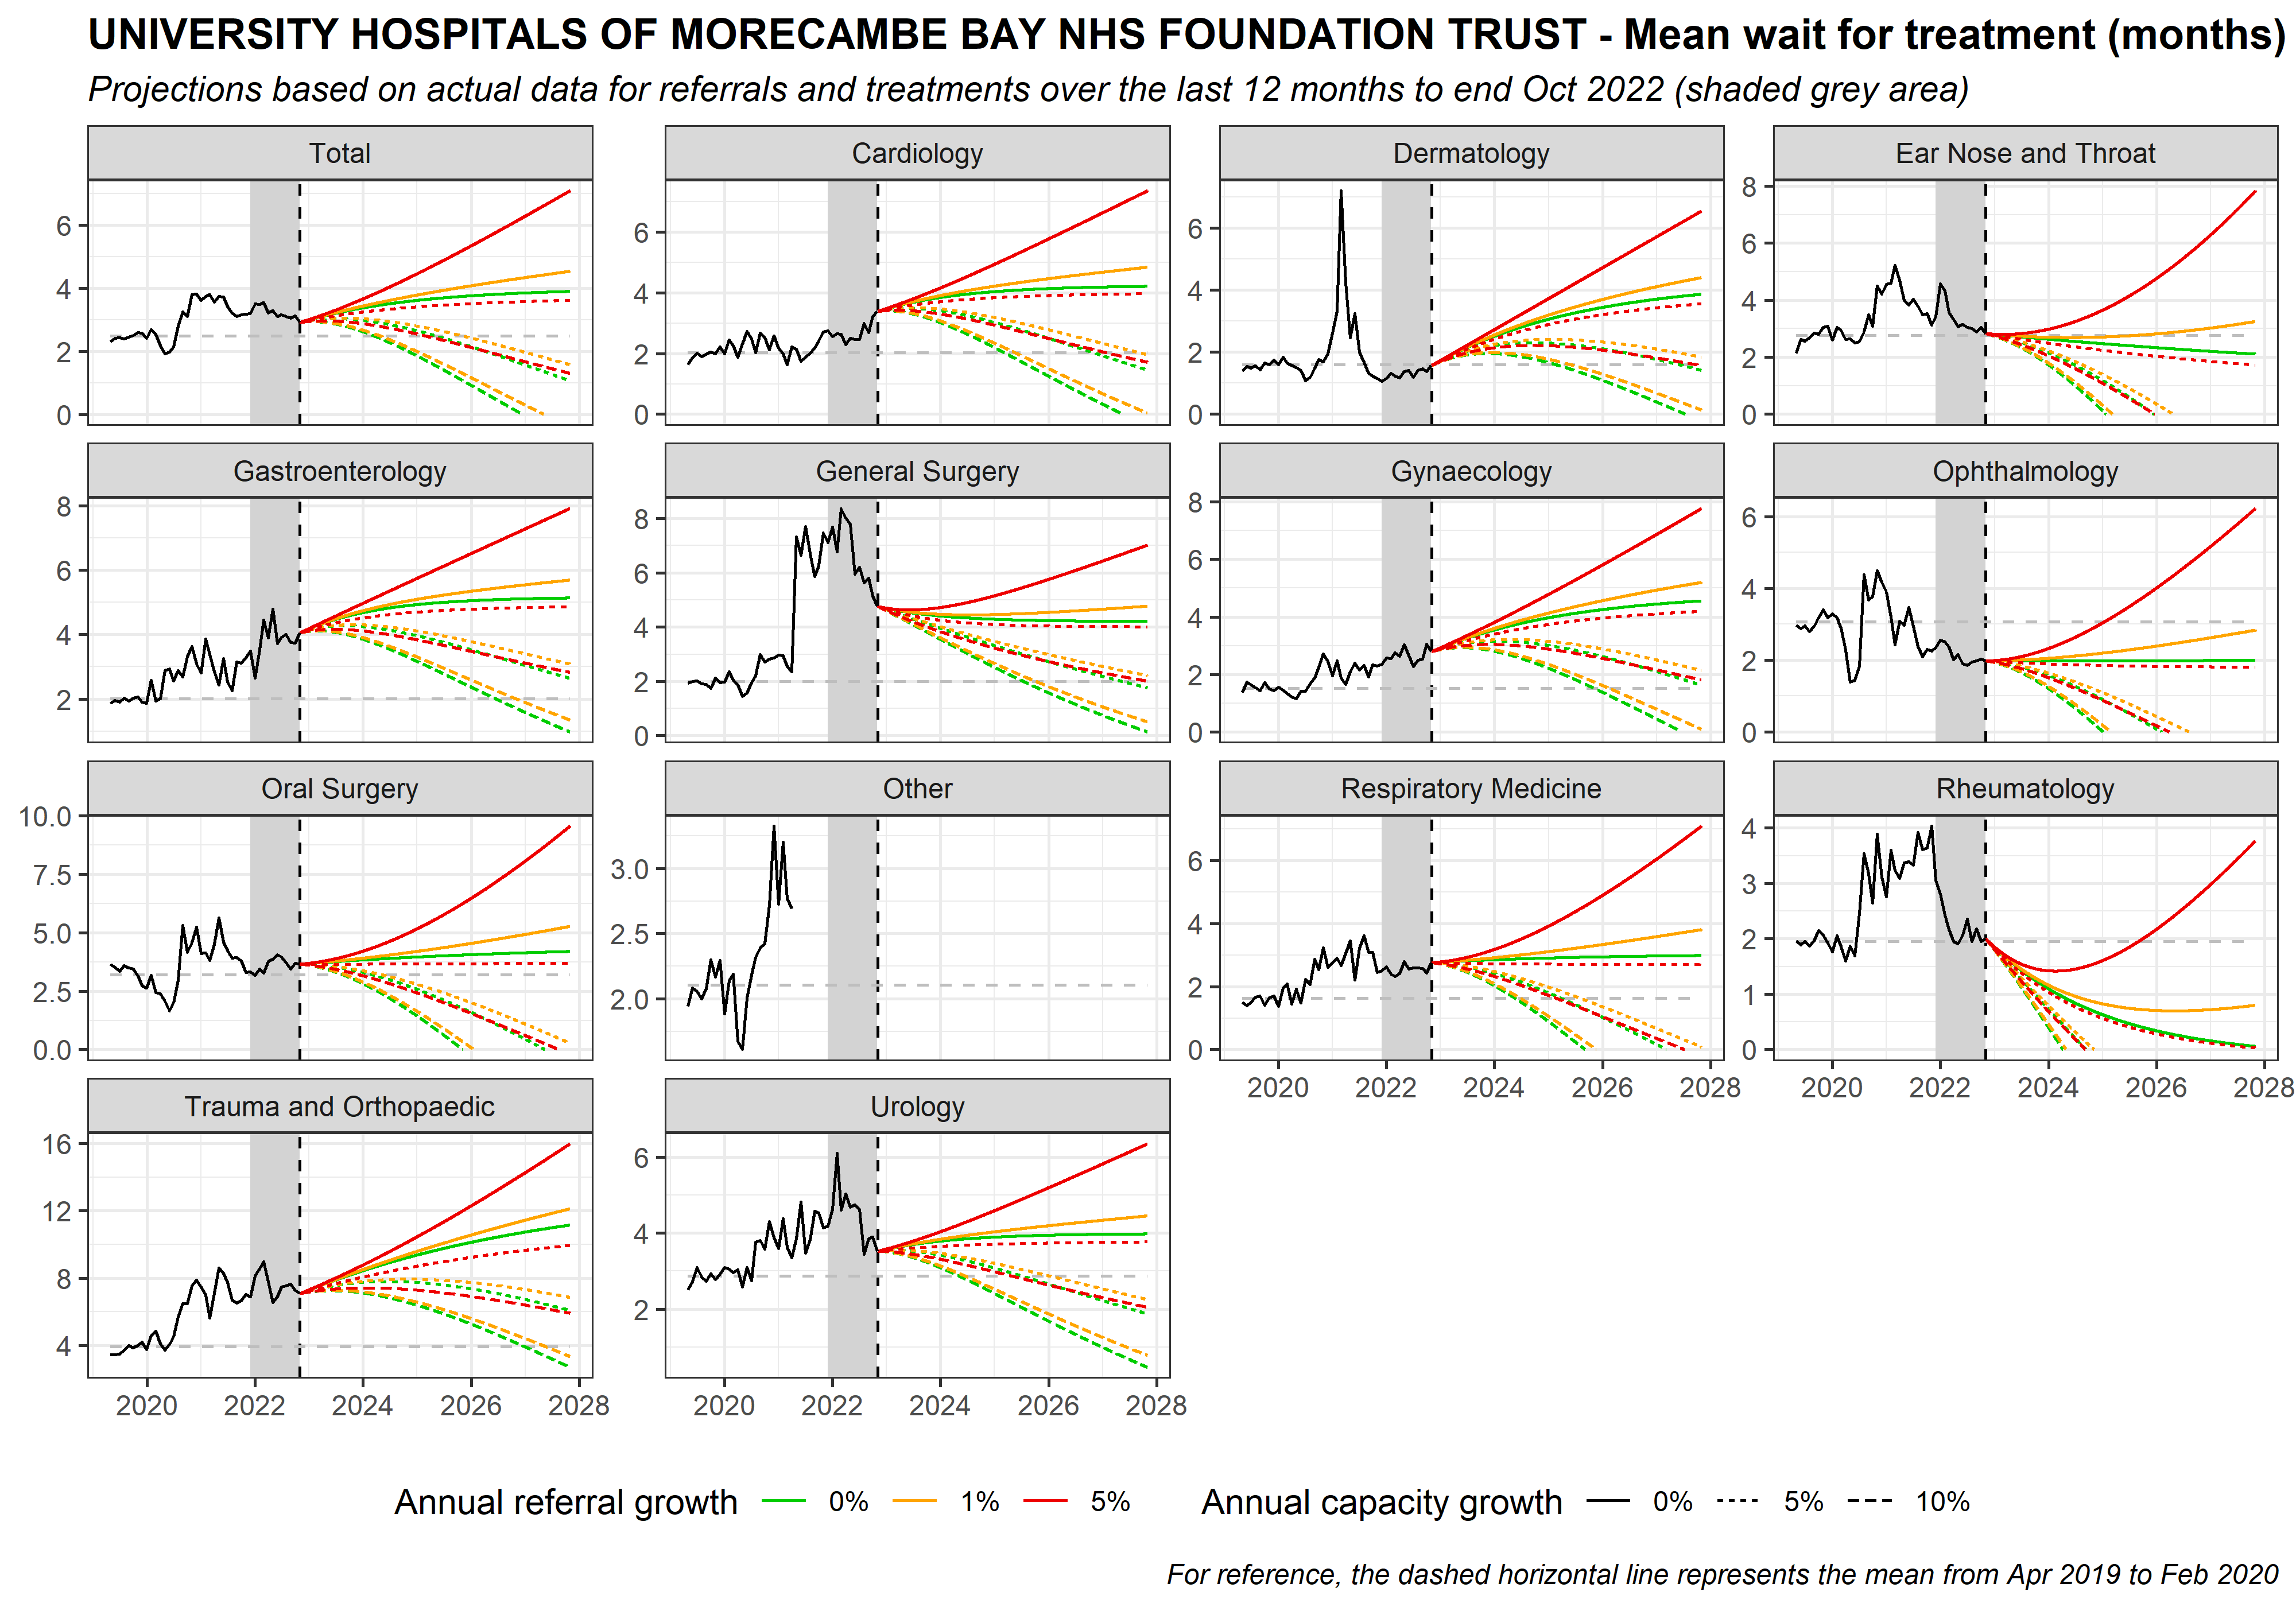 UNIVERSITY HOSPITALS OF MORECAMBE BAY NHS FOUNDATION TRUST - Mean wait for treatment (months)
Projections based on actual data for referrals and treatments over the last 12 months to end Oct 2022 (shaded grey area)
Total
Cardiology
Dermatology
Ear Nose and Throat
6
4
2
0
6
4
2
0
6
4
2
0
8
6
4
2
0
Gastroenterology
General Surgery
Gynaecology
Ophthalmology
8
6
4
2
8
6
4
2
0
8
6
4
2
0
6
4
2
0
Oral Surgery
Other
Respiratory Medicine
Rheumatology
10.0
7.5
5.0
2.5
0.0
3.0
2.5
2.0
6
4
2
0
4
3
2
1
0
2020 2022 2024 2026 2028
2020 2022 2024 2026 2028
Trauma and Orthopaedic
Urology
16
12
8
4
6
4
2
2020 2022 2024 2026 2028
2020 2022 2024 2026 2028
Annual referral growth 0% 1% 5%
Annual capacity growth 0% 5% 10%
For reference, the dashed horizontal line represents the mean from Apr 2019 to Feb 2020